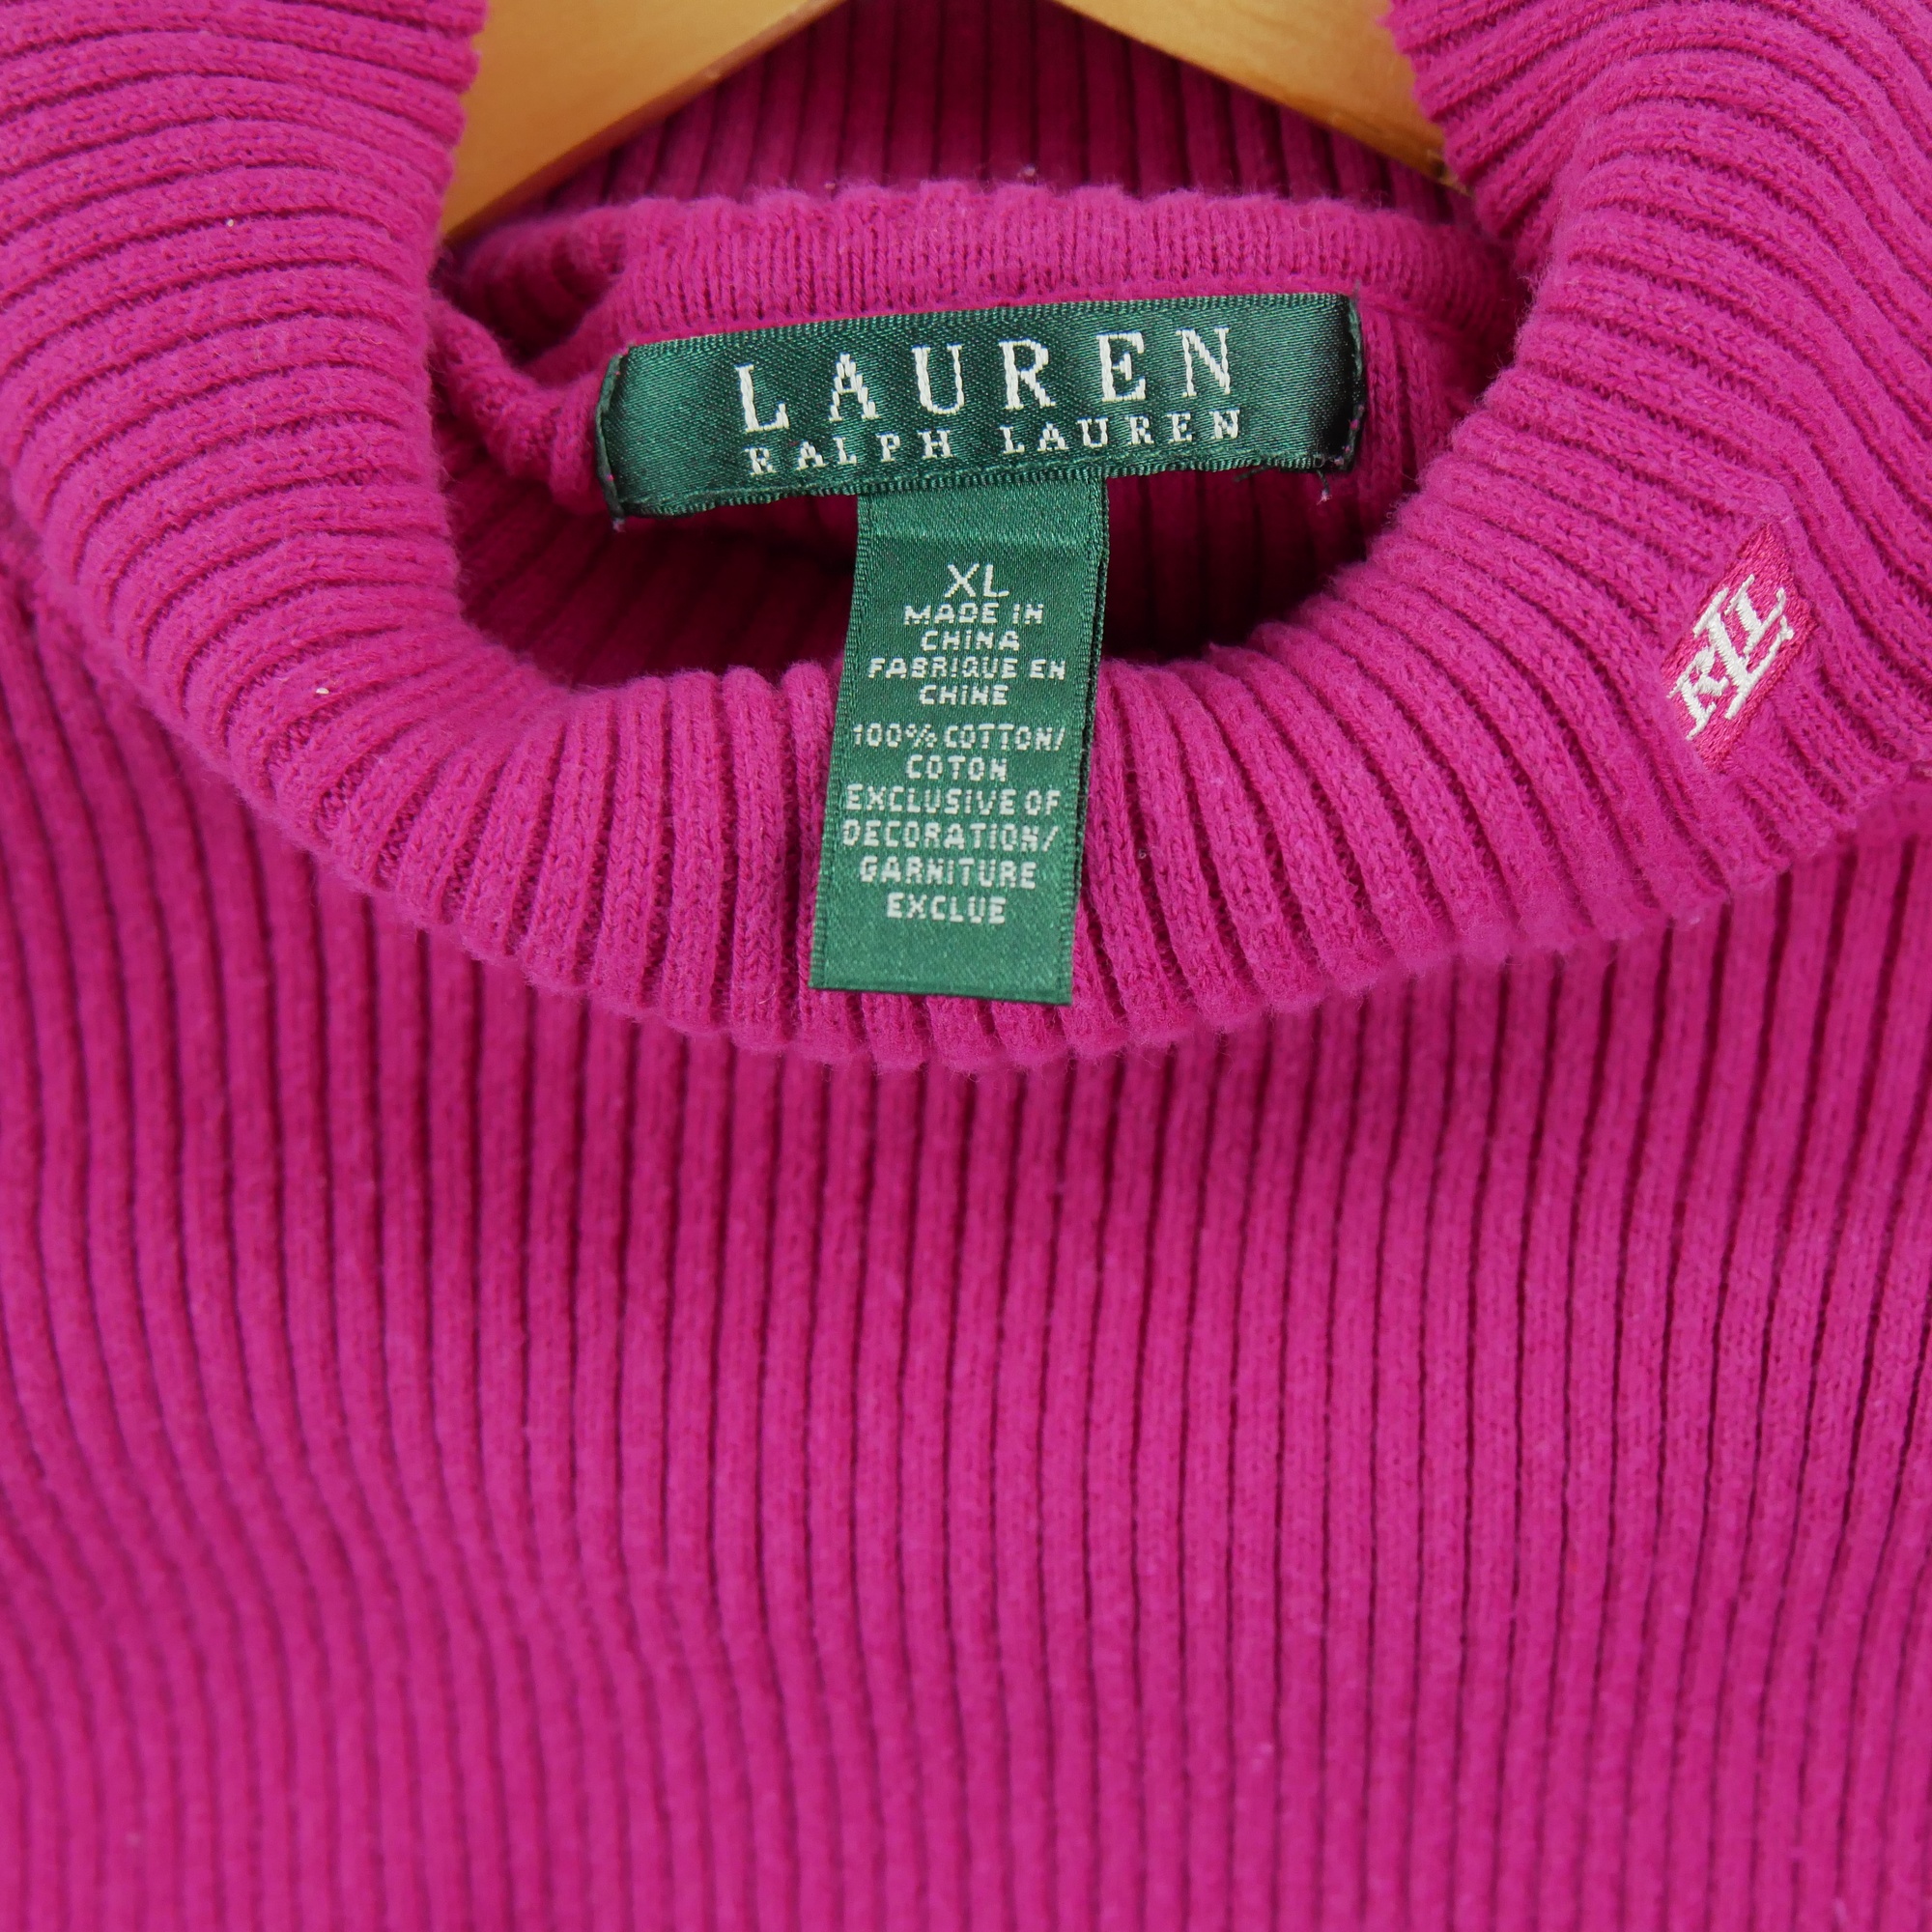 LAUREN
RALPH LAUREN
XL
MADE IN
CHINA
FABRIQUE EN
CHINE
100% COTTON/
COTON
EXCLUSIVE OF
DECORATION/
GARNITURE
EXCLUE
RLL